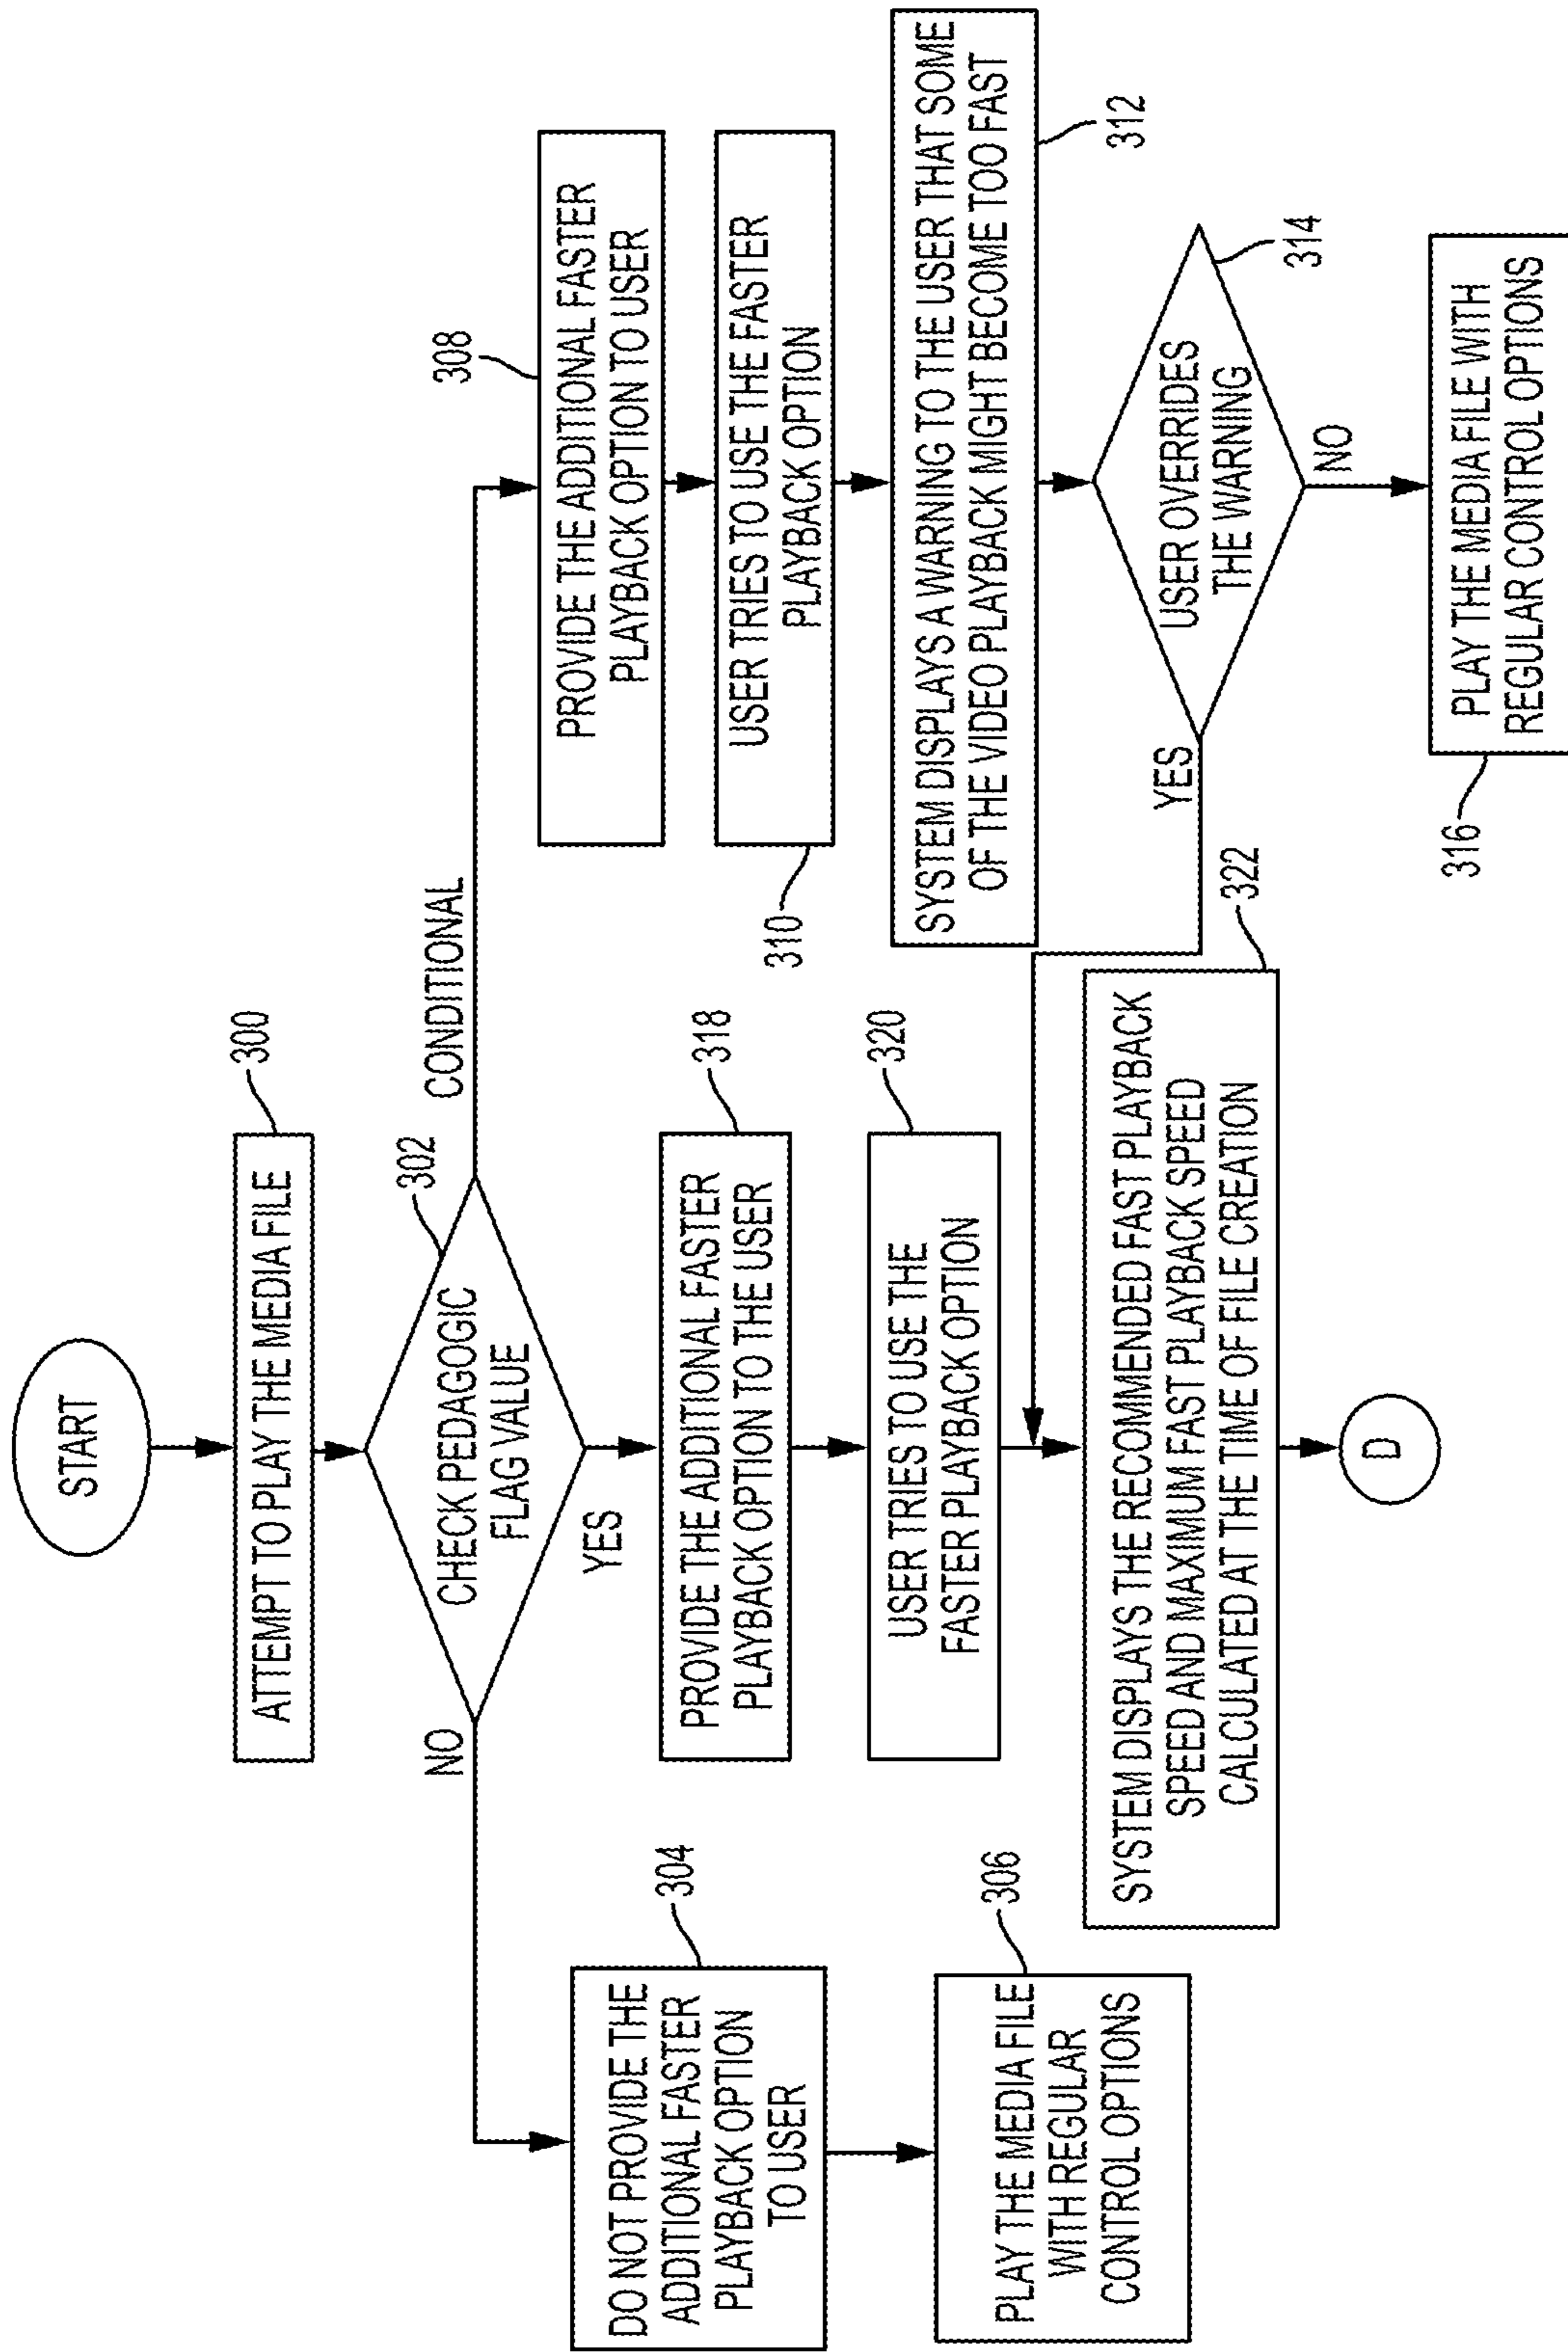 START
300
ATTEMPT TO PLAY THE MEDIA FILE
302
CHECK PEDAGOGIC
FLAG VALUE
NO
YES
CONDITIONAL
304
DO NOT PROVIDE THE
ADDITIONAL FASTER
PLAYBACK OPTION
TO USER
306
PLAY THE MEDIA FILE
WITH REGULAR
CONTROL OPTIONS
318
PROVIDE THE ADDITIONAL FASTER
PLAYBACK OPTION TO THE USER
320
USER TRIES TO USE THE
FASTER PLAYBACK OPTION
322
SYSTEM DISPLAYS THE RECOMMENDED FAST PLAYBACK
SPEED AND MAXIMUM FAST PLAYBACK SPEED
CALCULATED AT THE TIME OF FILE CREATION
D
308
PROVIDE THE ADDITIONAL FASTER
PLAYBACK OPTION TO USER
USER TRIES TO USE THE FASTER
PLAYBACK OPTION
310
SYSTEM DISPLAYS A WARNING TO THE USER THAT SOME
OF THE VIDEO PLAYBACK MIGHT BECOME TOO FAST
312
USER OVERRIDES
THE WARNING
314
YES
NO
PLAY THE MEDIA FILE WITH
REGULAR CONTROL OPTIONS
316